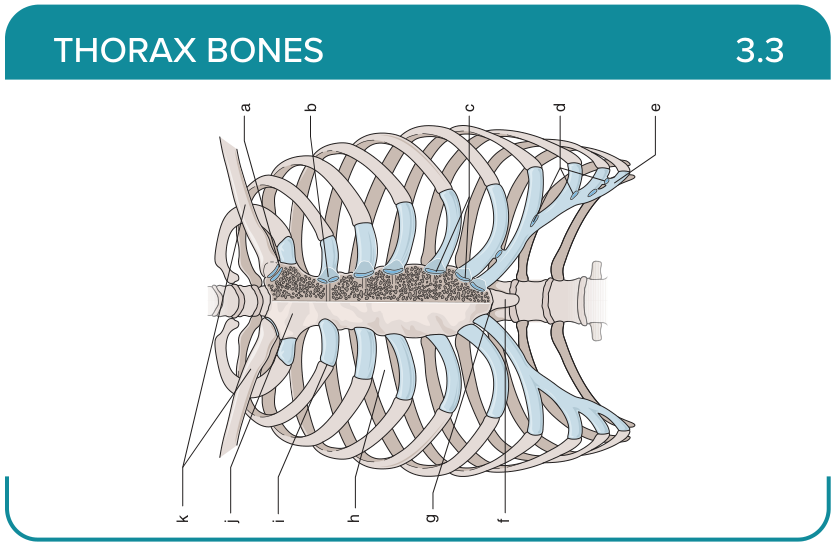 THORAX BONES 3.3
a b c d e
k j i h g f